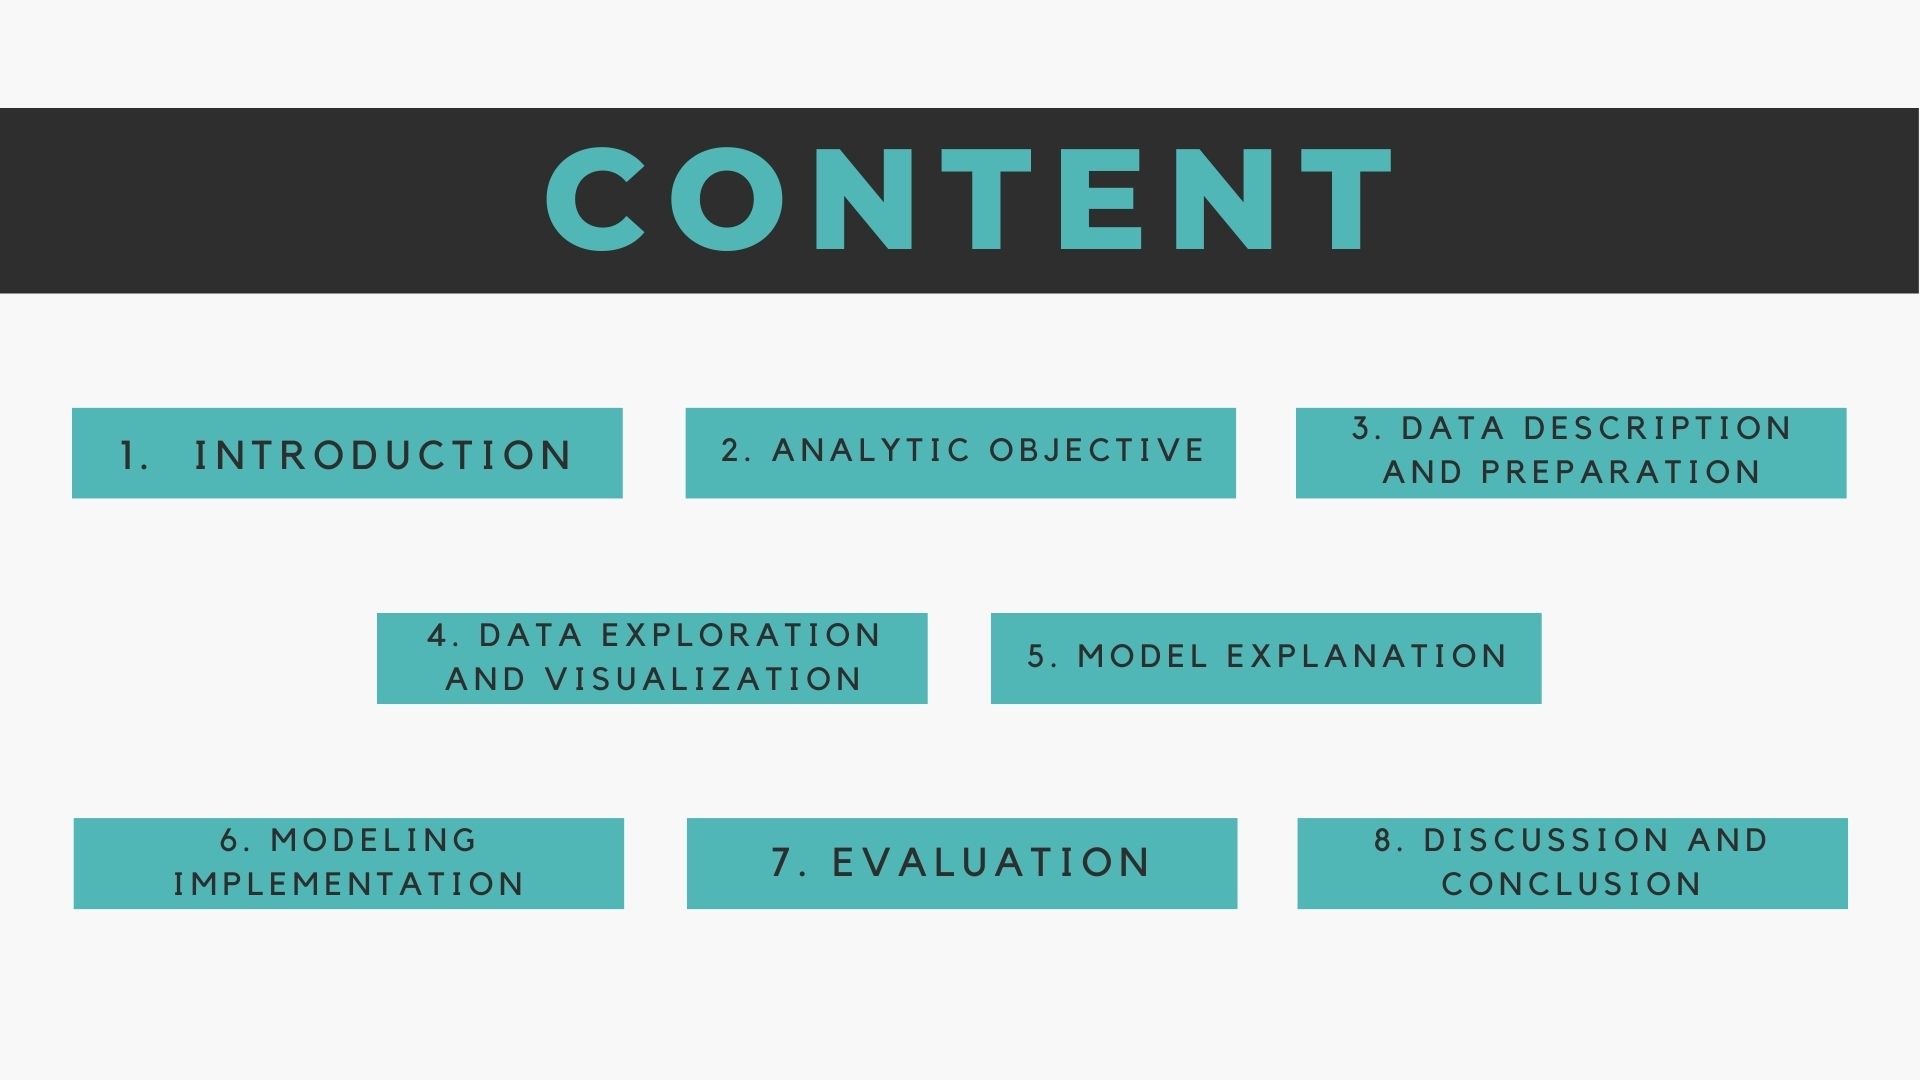 CONTENT
1. INTRODUCTION
2. ANALYTIC OBJECTIVE
3. DATA DESCRIPTION
AND PREPARATION
4. DATA EXPLORATION
AND VISUALIZATION
5. MODEL EXPLANATION
6. MODELING
IMPLEMENTATION
7. EVALUATION
8. DISCUSSION AND
CONCLUSION